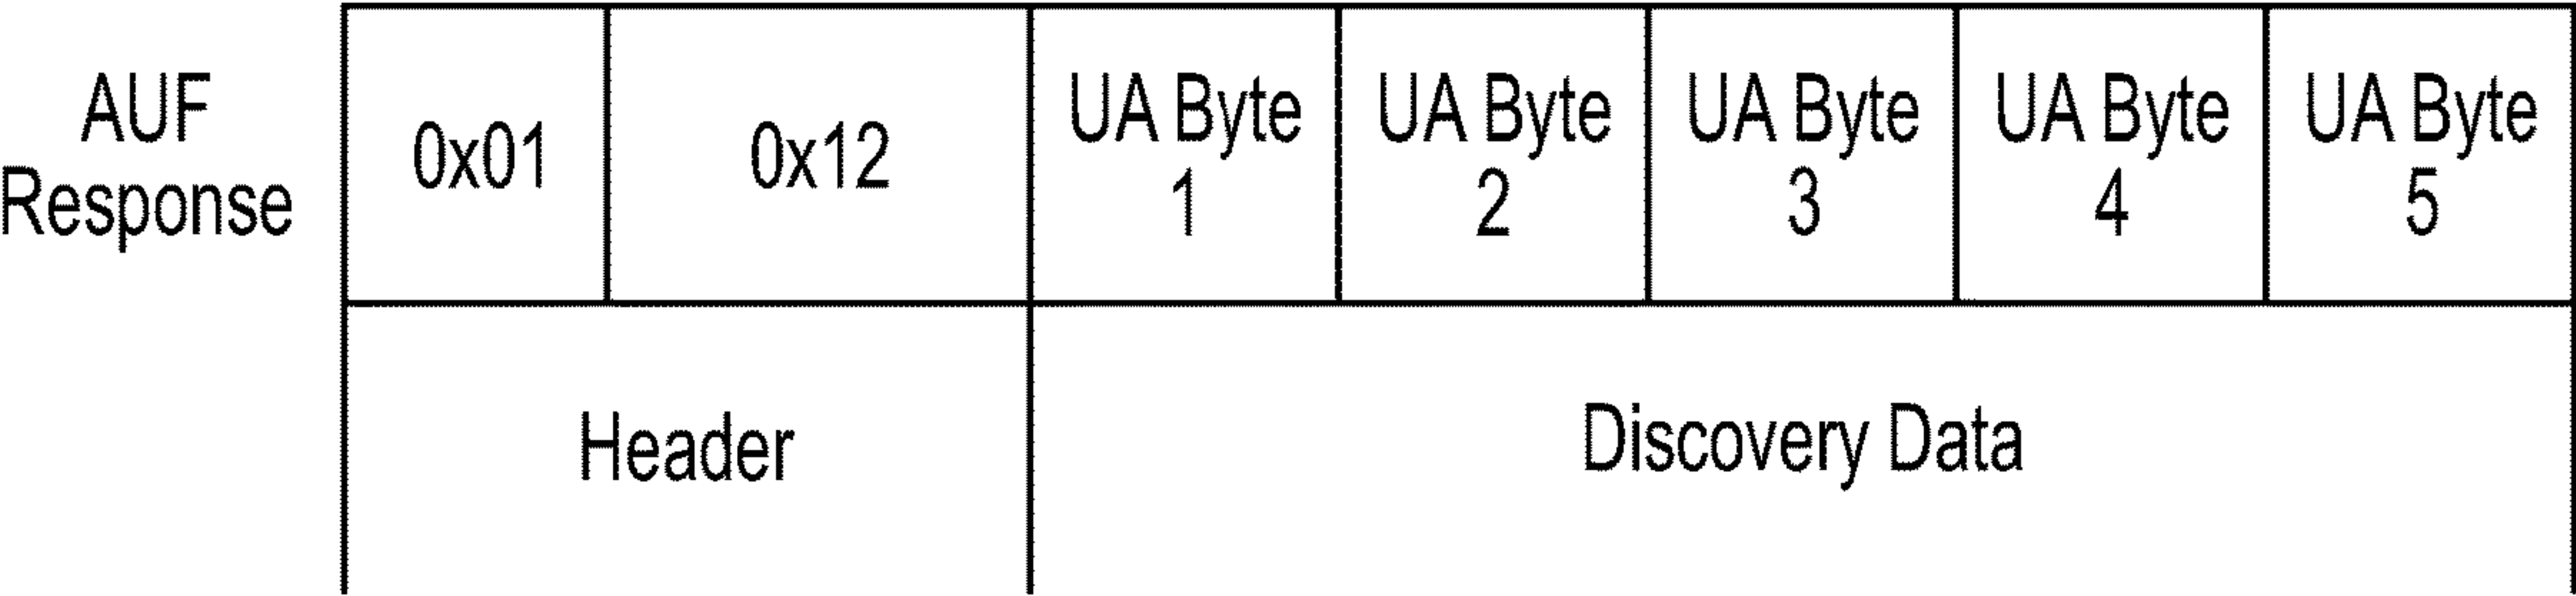 AUF
Response
0x01
0x12
UA Byte
1
UA Byte
2
UA Byte
3
UA Byte
4
UA Byte
5
Header
Discovery Data